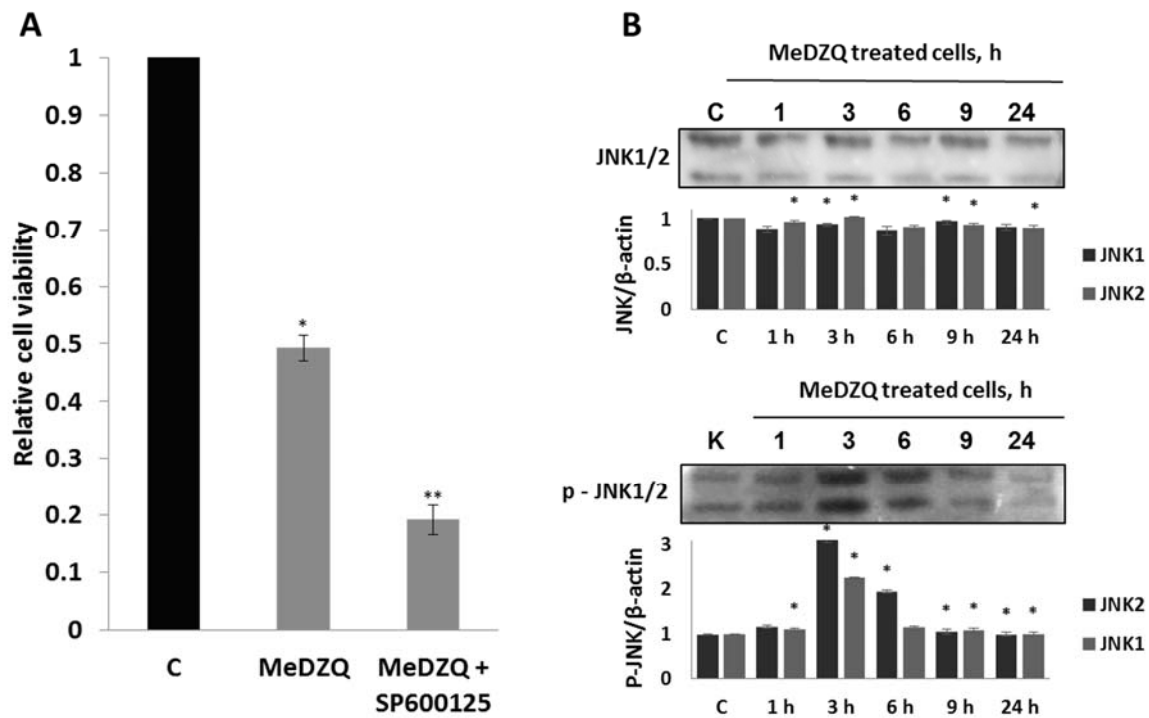 A
Relative cell viability
1
0.9
0.8
0.7
0.6
0.5
0.4
0.3
0.2
0.1
0
*
**
C MeDZQ MeDZQ +
SP600125
B
MeDZQ treated cells, h
C 1 3 6 9 24
JNK1/2
* * * * * *
JNK/β-actin
1
0.5
0
C 1 h 3 h 6 h 9 h 24 h
JNK1
JNK2
MeDZQ treated cells, h
K 1 3 6 9 24
p - JNK1/2
* * * * * * * *
P-JNK/β-actin
3
2
1
0
C 1 h 3 h 6 h 9 h 24 h
JNK2
JNK1